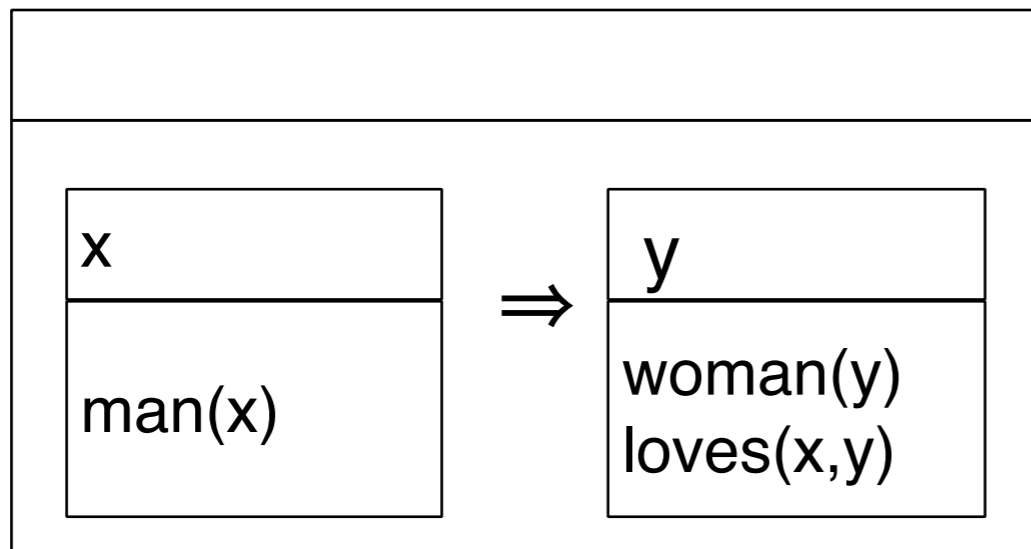 x
y
⇒
man(x)
woman(y)
loves(x,y)